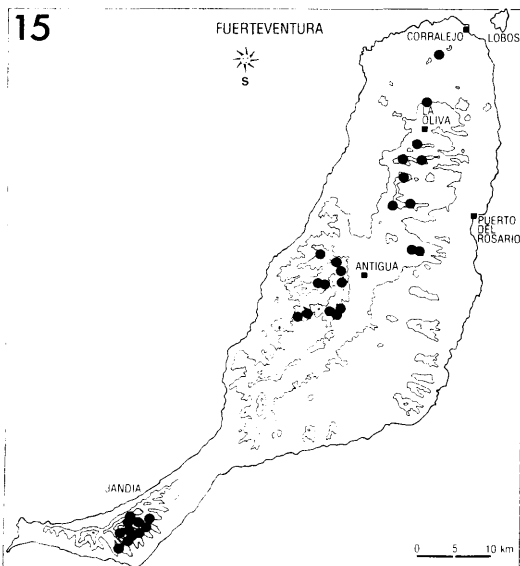 15
FUERTEVENTURA
S
CORRALEJO
LOBOS
LA
OLIVA
PUERTO
DEL
ROSARIO
ANTIGUA
JANDIA
0 5 10 km